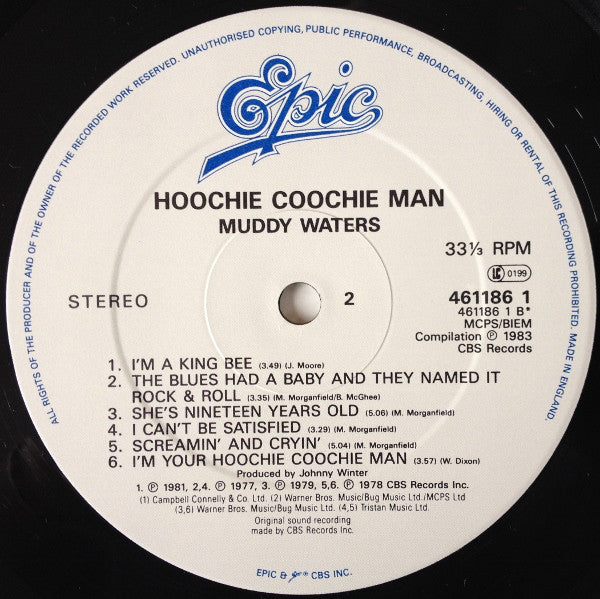 ALL RIGHTS OF THE PRODUCER AND OF THE OWNER OF THE RECORDED WORK RESERVED. UNAUTHORISED COPYING, PUBLIC PERFORMANCE, BROADCASTING, HIRING OR RENTAL OF THIS RECORDING PROHIBITED. MADE IN ENGLAND.
Epic
HOOCHIE COOCHIE MAN
MUDDY WATERS
33⅓ RPM
LC 0199
STEREO
2
461186 1
461186 1 B*
MCPS/BIEM
Compilation ℗ 1983
CBS Records
1. I'M A KING BEE (3.49) (J. Moore)
2. THE BLUES HAD A BABY AND THEY NAMED IT
ROCK & ROLL (3.35) (M. Morganfield/B. McGhee)
3. SHE'S NINETEEN YEARS OLD (5.06) (M. Morganfield)
4. I CAN'T BE SATISFIED (3.29) (M. Morganfield)
5. SCREAMIN' AND CRYIN' (5.04) (M. Morganfield)
6. I'M YOUR HOOCHIE COOCHIE MAN (3.57) (W. Dixon)
Produced by Johnny Winter
1. ℗ 1981, 2,4. ℗ 1977, 3. ℗ 1979, 5,6. ℗ 1978 CBS Records Inc.
(1) Campbell Connelly & Co. Ltd. (2) Warner Bros. Music/Bug Music Ltd./MCPS Ltd
(3,6) Warner Bros. Music/Bug Music Ltd. (4,5) Tristan Music Ltd.
Original sound recording
made by CBS Records Inc.
EPIC & e ® CBS INC.